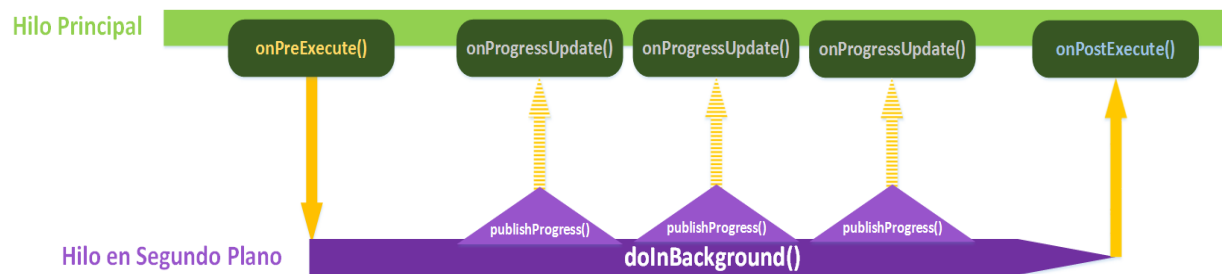 Hilo Principal
onPreExecute()
onProgressUpdate()
onProgressUpdate()
onProgressUpdate()
onPostExecute()
publishProgress()
publishProgress()
publishProgress()
Hilo en Segundo Plano
doInBackground()